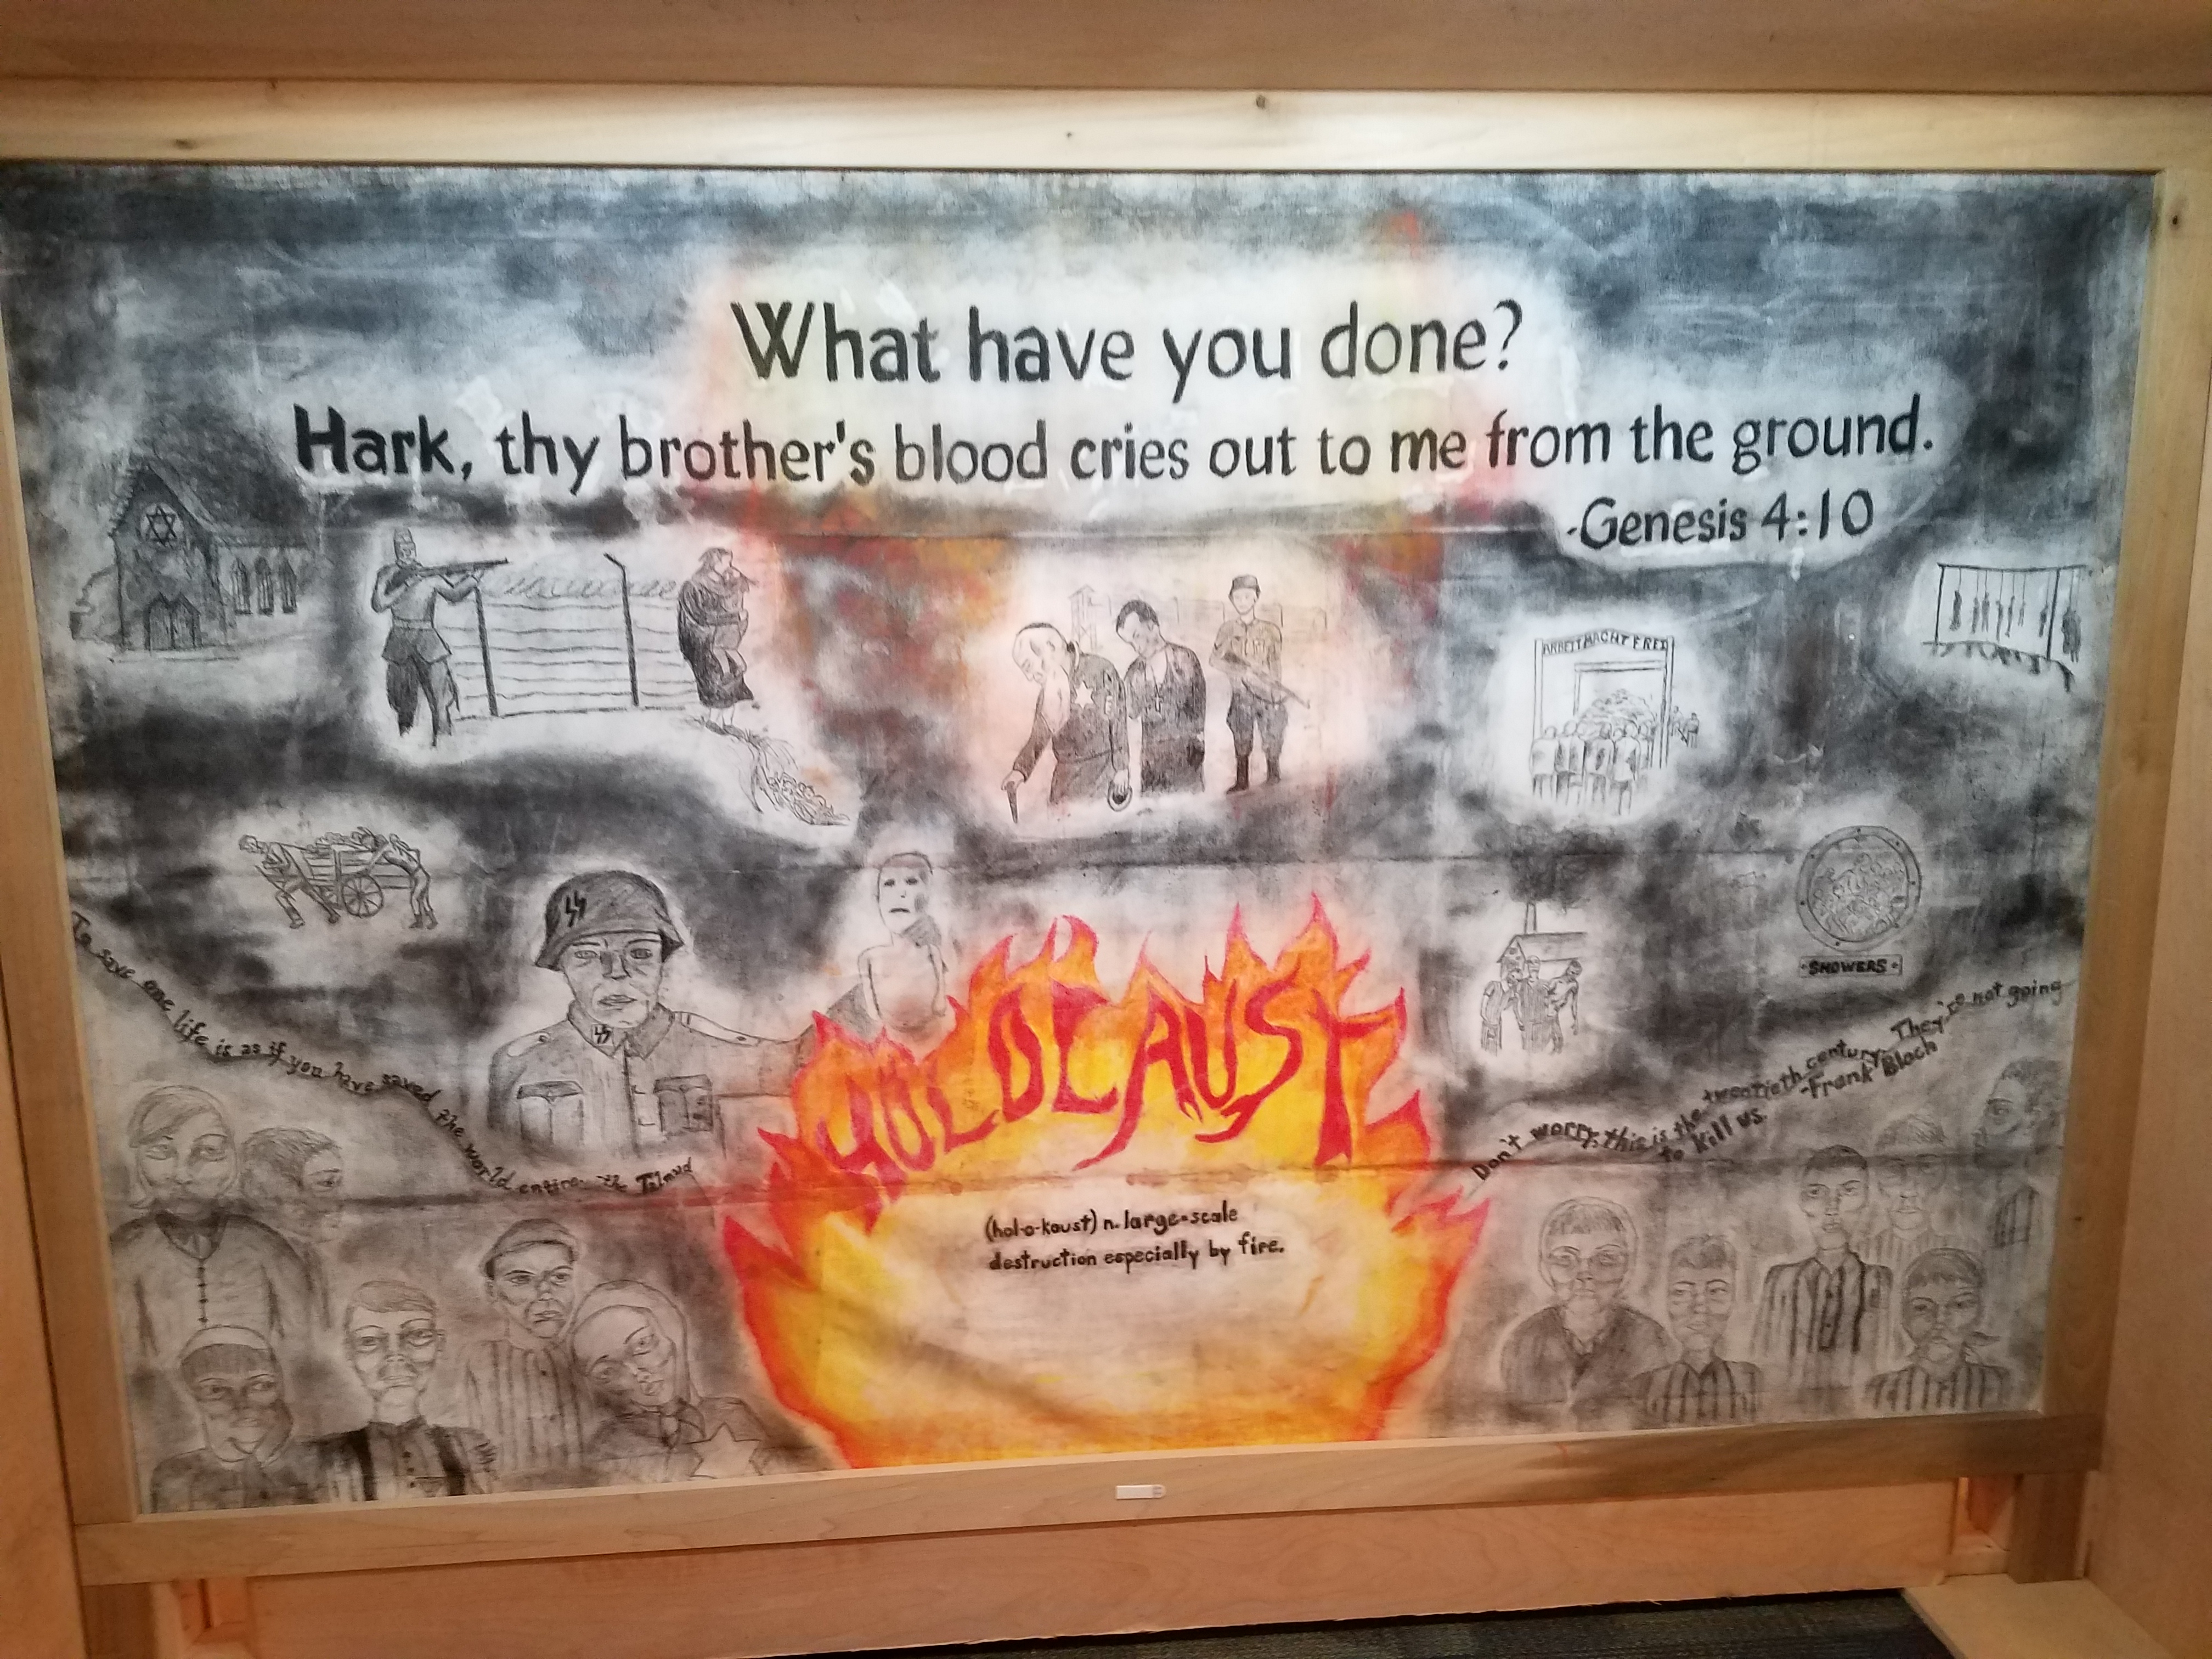 What have you done?
Hark, thy brother's blood cries out to me from the ground.
-Genesis 4:10
ARBEIT MACHT FREI
SHOWERS
To save one life is as if you have saved the world entire. Talmud
HOLOCAUST
(hol-o-kaust) n. large-scale
destruction especially by fire.
Don't worry, this is the twentieth century. They're not going
to kill us. -Frank Bloch